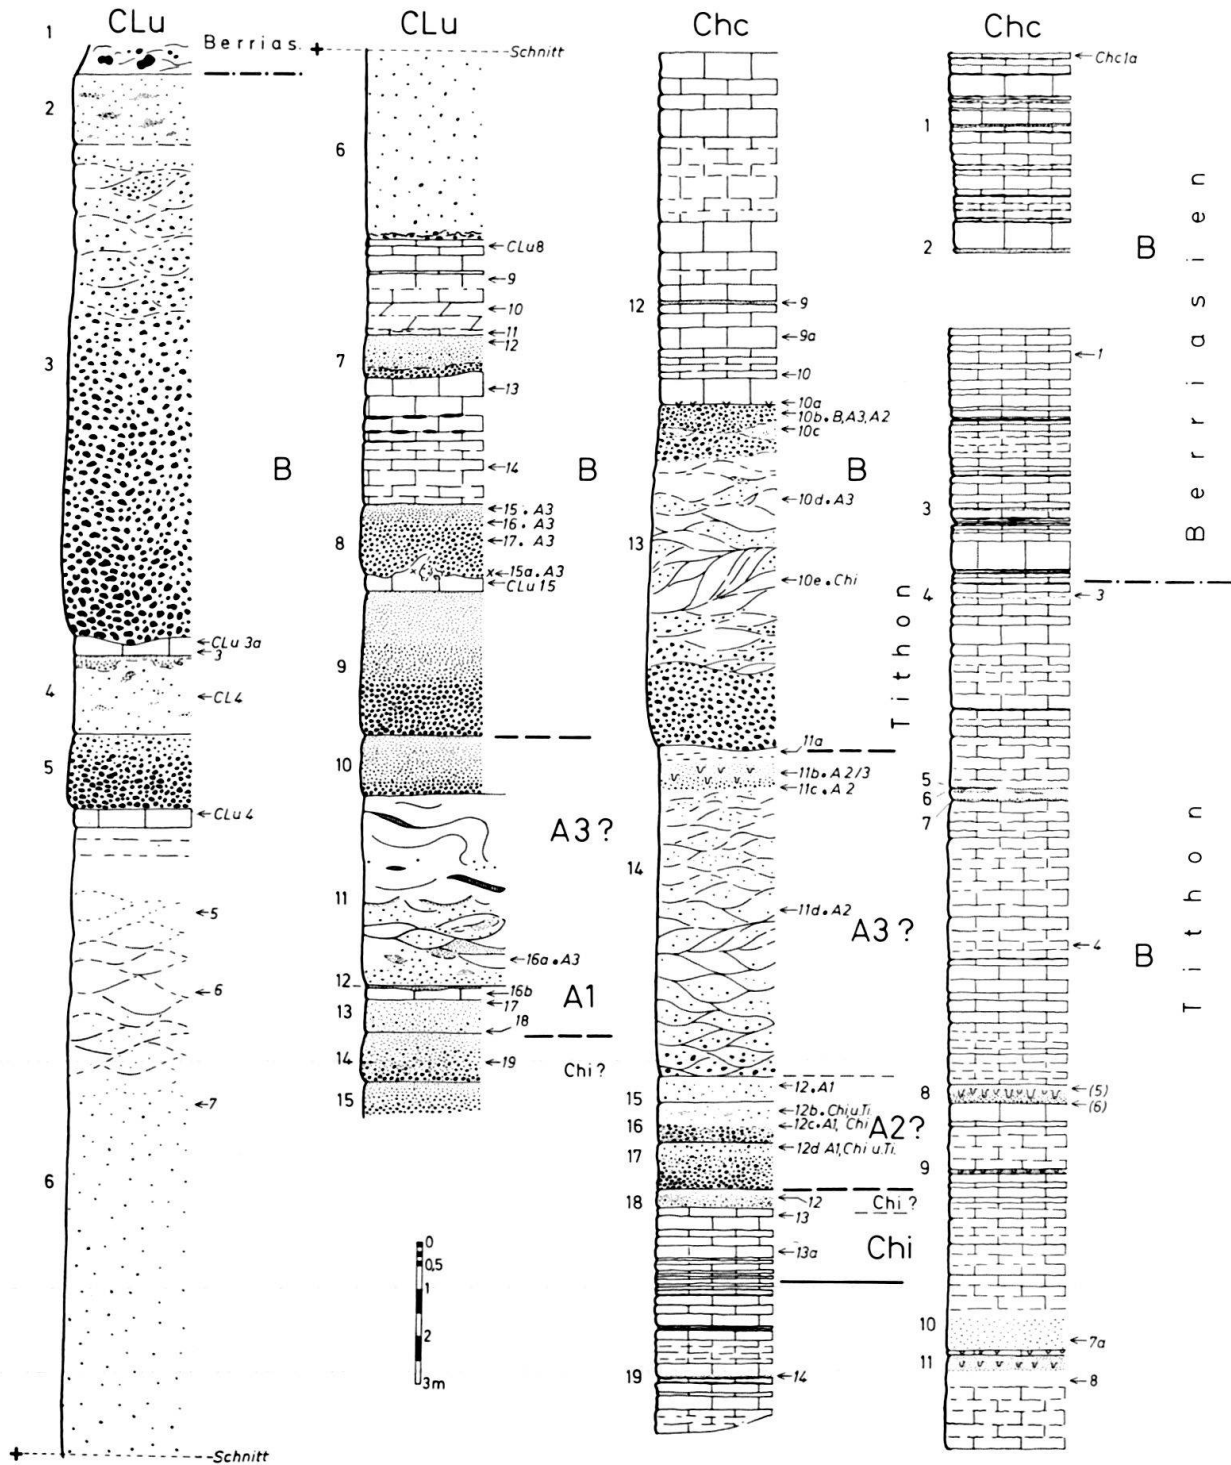 CLu
1
Berrias.
2
3
B
CLu 3a
3
4
CL4
5
CLu 4
5
6
7
6
Schnitt
CLu
Schnitt
6
CLu8
9
10
11
12
7
13
B
14
15. A3
16. A3
8
17. A3
15a. A3
CLu 15
9
10
A3?
11
16a. A3
12
16b
A1
17
13
18
14
19
Chi?
15
0
0,5
1
2
3m
Chc
12
9
9a
10
10a
10b. B,A3,A2
10c
B
10d. A3
13
10e. Chi
Tithon
11a
11b. A2/3
11c. A2
14
11d. A2
A3?
12. A1
15
12b. Chi u. Ti.
16
12c. A1, Chi
A2?
12d A1, Chi u. Ti.
17
12
Chi?
18
13
13a
Chi
19
14
Chc
Chc1a
1
2
B
Berriasien
1
3
4
3
5
6
7
4
B
Tithon
8
(5)
(6)
9
10
7a
11
8